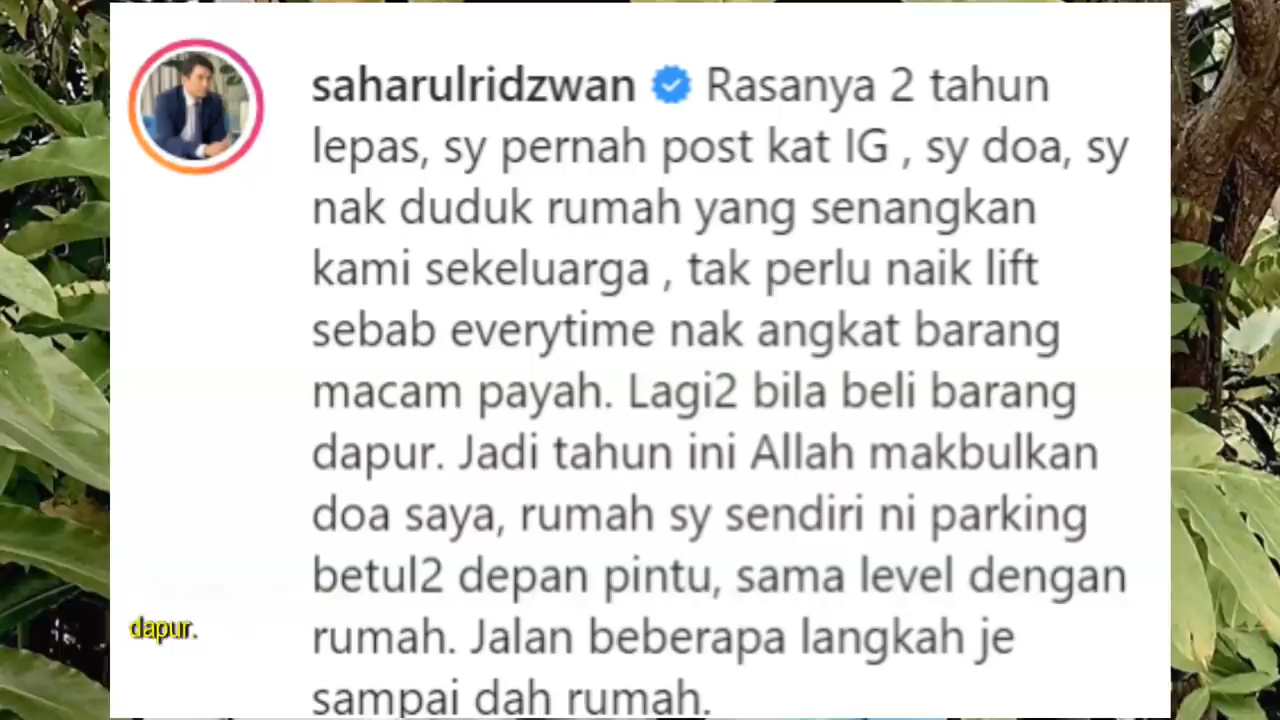 saharulridzwan Rasanya 2 tahun
lepas, sy pernah post kat IG , sy doa, sy
nak duduk rumah yang senangkan
kami sekeluarga , tak perlu naik lift
sebab everytime nak angkat barang
macam payah. Lagi2 bila beli barang
dapur. Jadi tahun ini Allah makbulkan
doa saya, rumah sy sendiri ni parking
betul2 depan pintu, sama level dengan
rumah. Jalan beberapa langkah je
sampai dah rumah.
dapur.